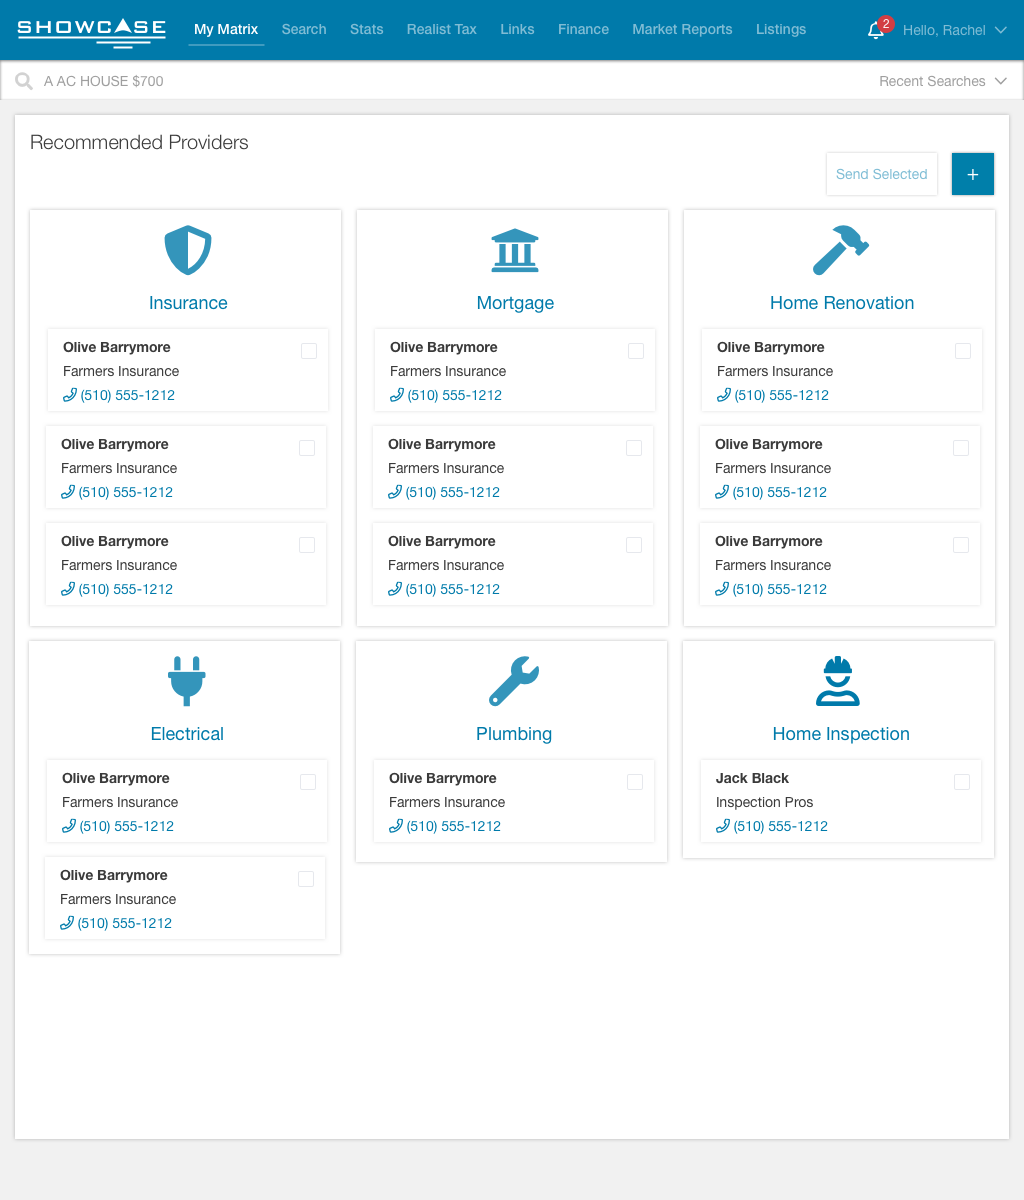 SHOWCASE
My Matrix Search Stats Realist Tax Links Finance Market Reports Listings 2 Hello, Rachel
A AC HOUSE $700 Recent Searches
Recommended Providers
Send Selected +
Insurance
Olive Barrymore
Farmers Insurance
(510) 555-1212
Olive Barrymore
Farmers Insurance
(510) 555-1212
Olive Barrymore
Farmers Insurance
(510) 555-1212
Mortgage
Olive Barrymore
Farmers Insurance
(510) 555-1212
Olive Barrymore
Farmers Insurance
(510) 555-1212
Olive Barrymore
Farmers Insurance
(510) 555-1212
Home Renovation
Olive Barrymore
Farmers Insurance
(510) 555-1212
Olive Barrymore
Farmers Insurance
(510) 555-1212
Olive Barrymore
Farmers Insurance
(510) 555-1212
Electrical
Olive Barrymore
Farmers Insurance
(510) 555-1212
Olive Barrymore
Farmers Insurance
(510) 555-1212
Plumbing
Olive Barrymore
Farmers Insurance
(510) 555-1212
Home Inspection
Jack Black
Inspection Pros
(510) 555-1212